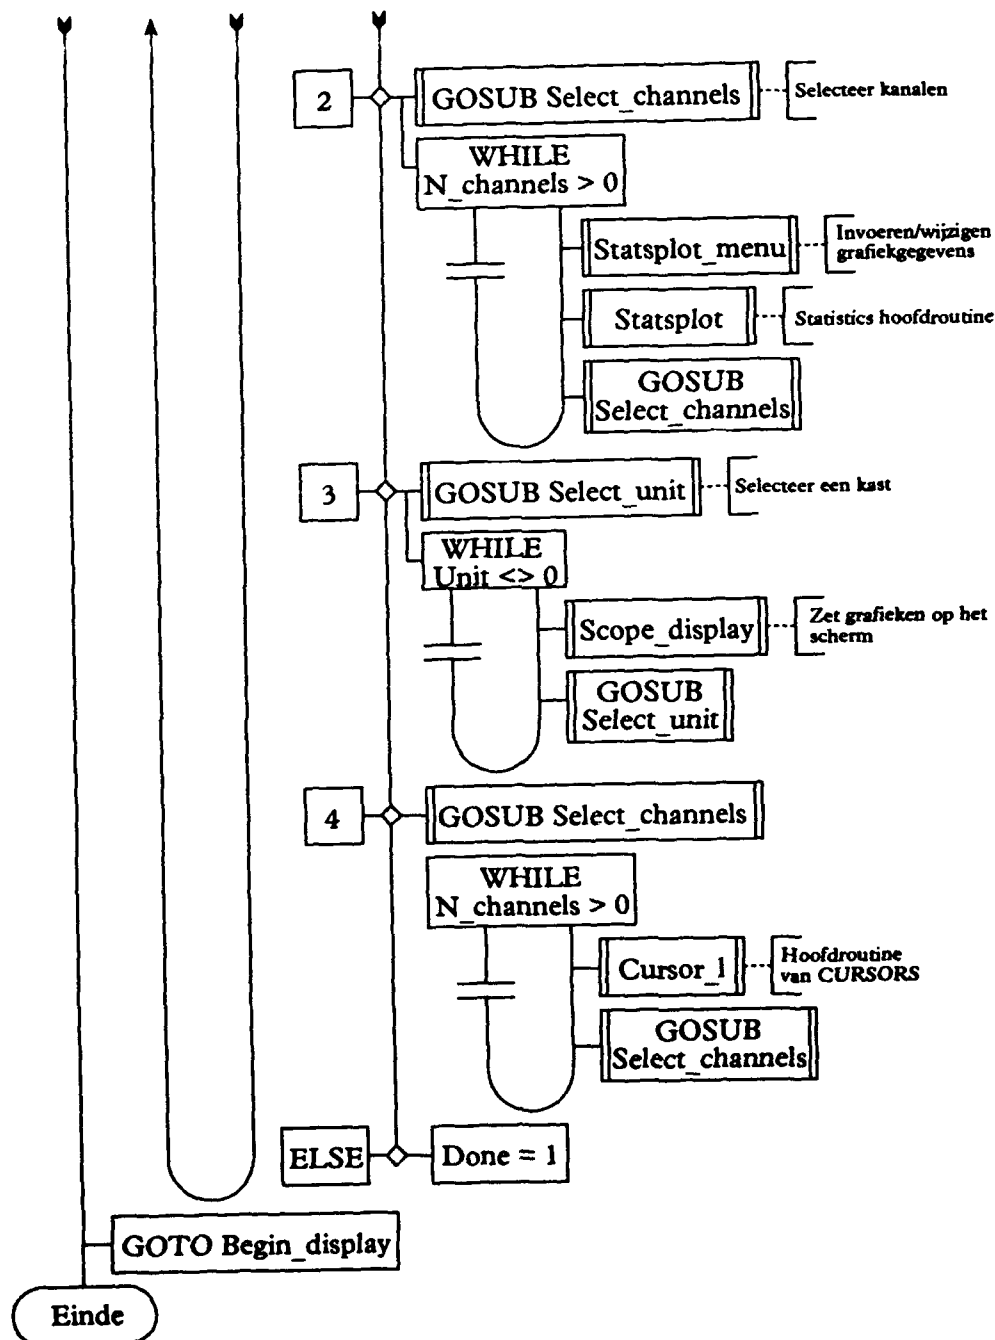 2
GOSUB Select_channels
Selecteer kanalen
WHILE
N_channels > 0
Statsplot_menu
Invoeren/wijzigen
grafiekgegevens
Statsplot
Statistics hoofdroutine
GOSUB
Select_channels
3
GOSUB Select_unit
Selecteer een kast
WHILE
Unit <> 0
Scope_display
Zet grafieken op het
scherm
GOSUB
Select_unit
4
GOSUB Select_channels
WHILE
N_channels > 0
Cursor_1
Hoofdroutine
van CURSORS
GOSUB
Select_channels
ELSE
Done = 1
GOTO Begin_display
Einde